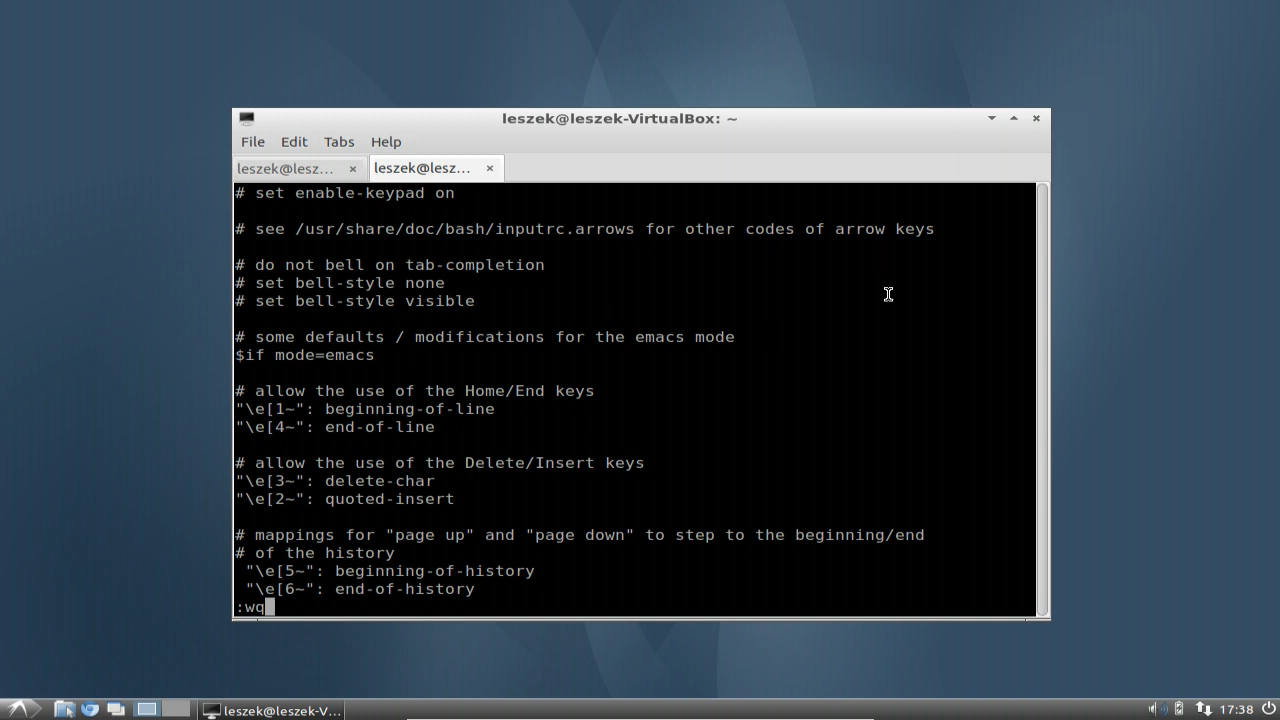 leszek@leszek-VirtualBox: ~
File Edit Tabs Help
leszek@lesz... leszek@lesz...
# set enable-keypad on
# see /usr/share/doc/bash/inputrc.arrows for other codes of arrow keys
# do not bell on tab-completion
# set bell-style none
# set bell-style visible
# some defaults / modifications for the emacs mode
$if mode=emacs
# allow the use of the Home/End keys
"\e[1~": beginning-of-line
"\e[4~": end-of-line
# allow the use of the Delete/Insert keys
"\e[3~": delete-char
"\e[2~": quoted-insert
# mappings for "page up" and "page down" to step to the beginning/end
# of the history
"\e[5~": beginning-of-history
"\e[6~": end-of-history
:wq
leszek@leszek-V... 17:38